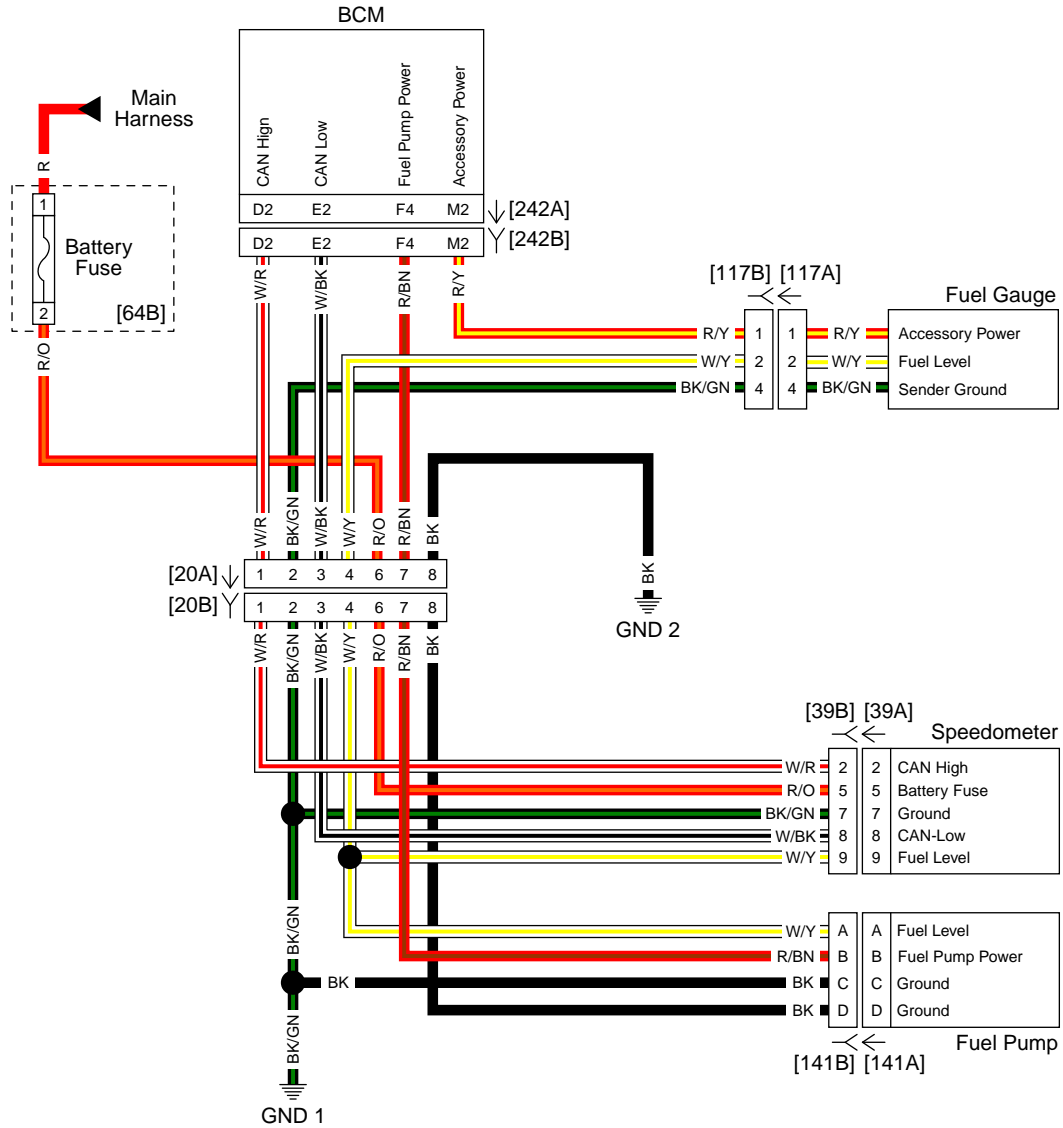 BCM
Main
Harness
CAN Hign
CAN Low
Fuel Pump Power
Accessory Power
D2 E2 F4 M2 [242A]
D2 E2 F4 M2 [242B]
R
1
Battery
Fuse
2
[64B]
R/O
W/R W/BK R/BN R/Y
[117B] [117A]
Fuel Gauge
R/Y 1 1 R/Y Accessory Power
W/Y 2 2 W/Y Fuel Level
BK/GN 4 4 BK/GN Sender Ground
W/R BK/GN W/BK W/Y R/O R/BN BK
[20A] 1 2 3 4 6 7 8
[20B] 1 2 3 4 6 7 8
W/R BK/GN W/BK W/Y R/O R/BN BK
BK
GND 2
[39B] [39A]
Speedometer
W/R 2 2 CAN High
R/O 5 5 Battery Fuse
BK/GN 7 7 Ground
W/BK 8 8 CAN-Low
W/Y 9 9 Fuel Level
BK/GN
W/Y A A Fuel Level
R/BN B B Fuel Pump Power
BK BK C C Ground
BK D D Ground
Fuel Pump
[141B] [141A]
BK/GN
GND 1